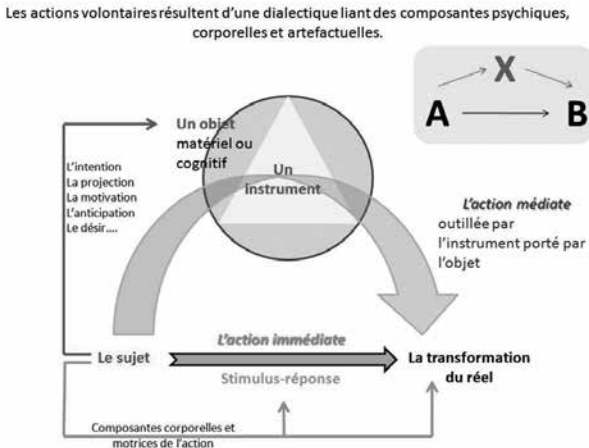 Les actions volontaires résultent d'une dialectique liant des composantes psychiques,
corporelles et artefactuelles.
X
A
B
Un objet
matériel ou
cognitif
Un
instrument
L'intention
La projection
La motivation
L'anticipation
Le désir....
L'action médiate
outillée par
l'instrument porté par
l'objet
L'action immédiate
Le sujet
La transformation
du réel
Stimulus-réponse
Composantes corporelles et
motrices de l'action